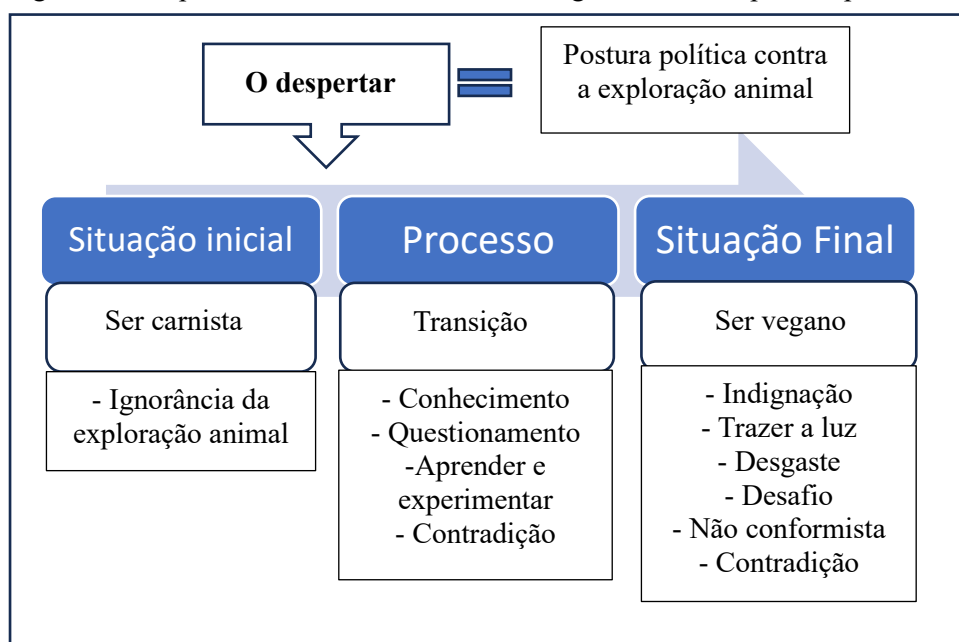 O despertar
Postura política contra
a exploração animal
Situação inicial
Processo
Situação Final
Ser carnista
Transição
Ser vegano
- Ignorância da
exploração animal
- Conhecimento
- Questionamento
-Aprender e
experimentar
- Contradição
- Indignação
- Trazer a luz
- Desgaste
- Desafio
- Não conformista
- Contradição